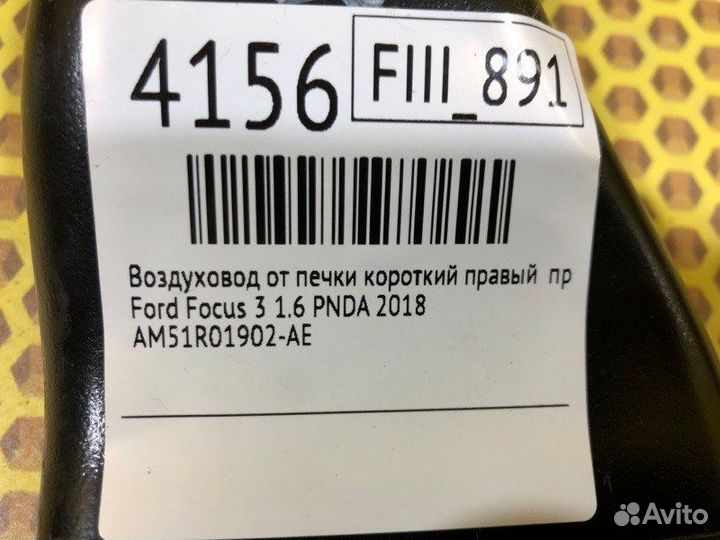 4156
FIII_891
Воздуховод от печки короткий правый пр
Ford Focus 3 1.6 PNDA 2018
AM51R01902-AE
Avito